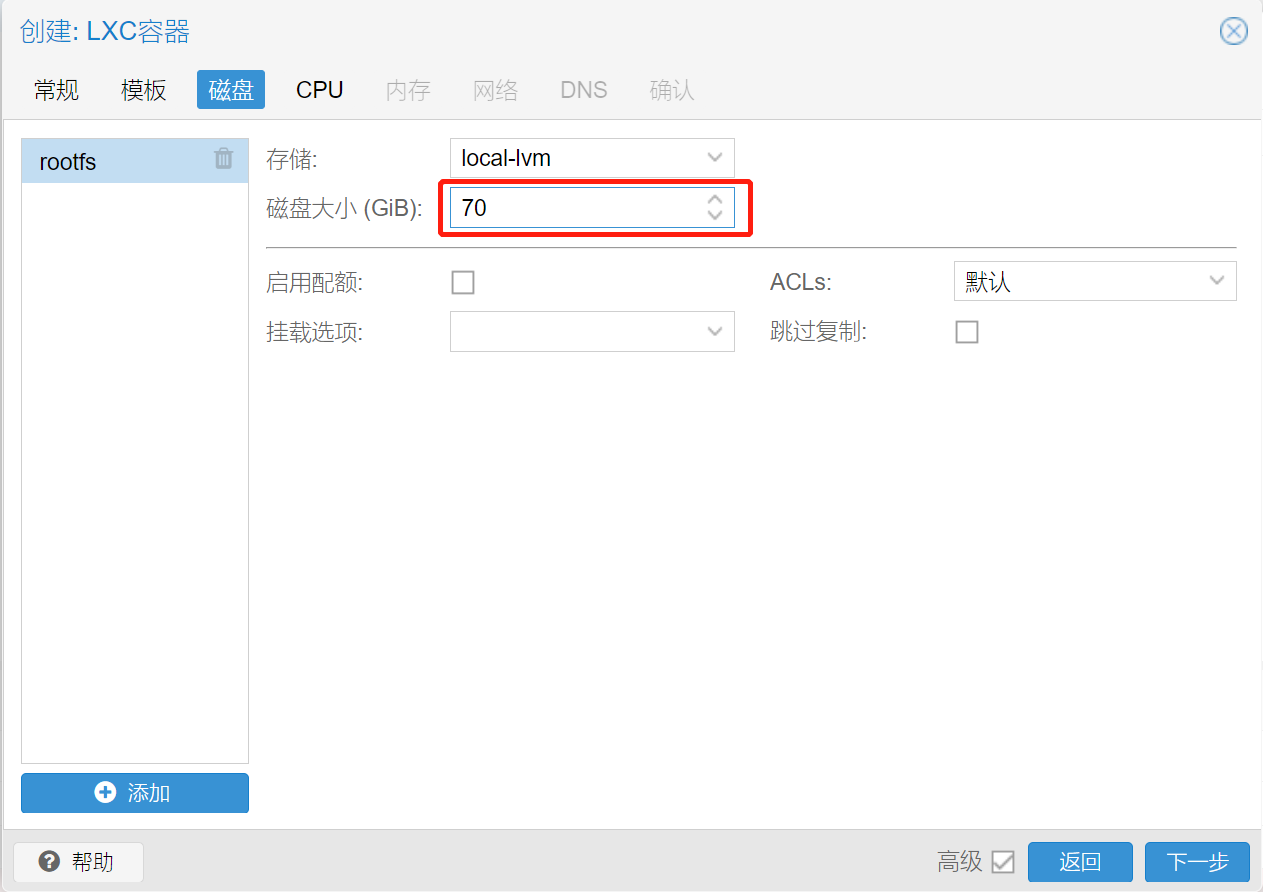 创建: LXC容器
常规 模板 磁盘 CPU 内存 网络 DNS 确认
rootfs
存储: local-lvm
磁盘大小 (GiB): 70
启用配额: ACLs: 默认
挂载选项: 跳过复制:
添加
帮助 高级 返回 下一步